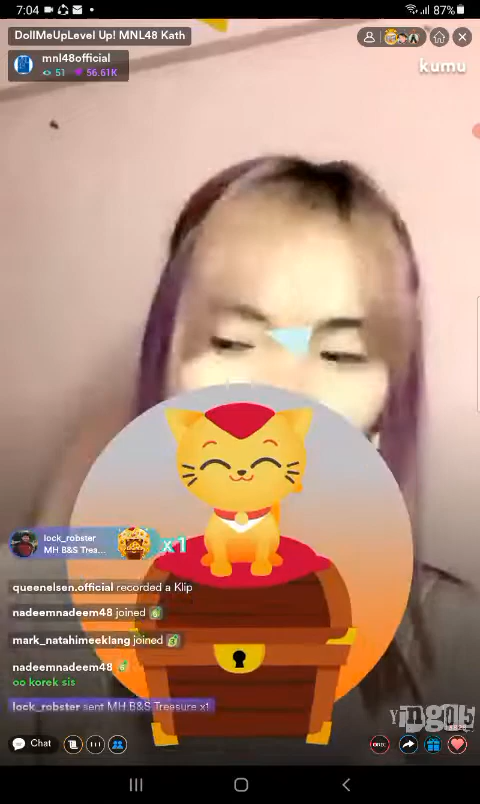 7:04
87%
DollMeUpLevel Up! MNL48 Kath
mnl48official
51 56.61K
kumu
lock_robster
MH B&S Trea... x1
queenelsen.official recorded a Klip
nadeemnadeem48 joined
mark_natahimeeklang joined
nadeemnadeem48
oo korek sis
lock_robster sent MH B&S Treasure x1
Chat